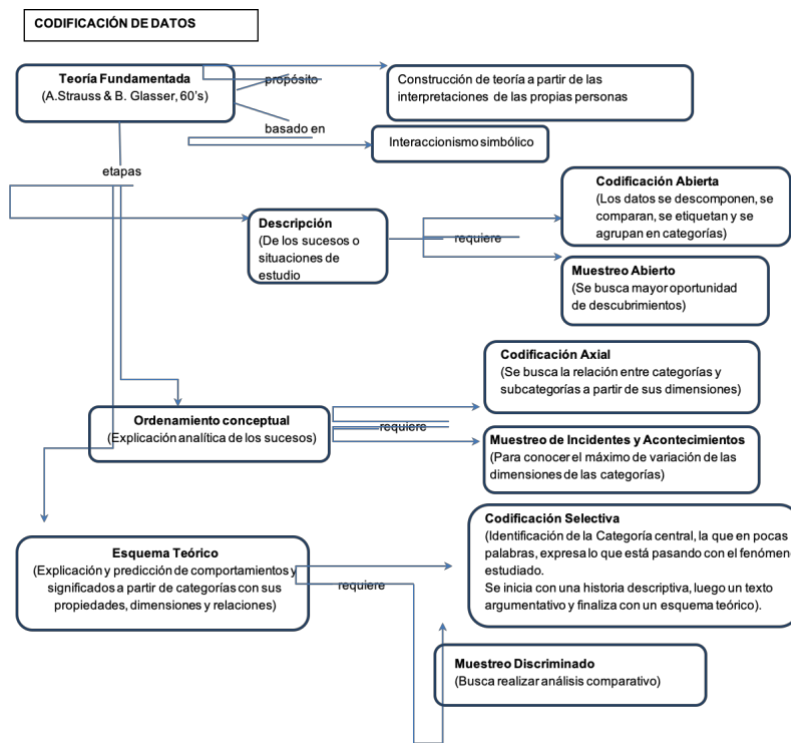 CODIFICACIÓN DE DATOS
Teoría Fundamentada
(A.Strauss & B. Glasser, 60's)
propósito
Construcción de teoría a partir de las
interpretaciones de las propias personas
basado en
Interaccionismo simbólico
etapas
Descripción
(De los sucesos o
situaciones de
estudio
requiere
Codificación Abierta
(Los datos se descomponen, se
comparan, se etiquetan y se
agrupan en categorías)
Muestreo Abierto
(Se busca mayor oportunidad
de descubrimientos)
Ordenamiento conceptual
(Explicación analítica de los sucesos)
requiere
Codificación Axial
(Se busca la relación entre categorías y
subcategorías a partir de sus dimensiones)
Muestreo de Incidentes y Acontecimientos
(Para conocer el máximo de variación de las
dimensiones de las categorías)
Esquema Teórico
(Explicación y predicción de comportamientos y
significados a partir de categorías con sus
propiedades, dimensiones y relaciones)
requiere
Codificación Selectiva
(Identificación de la Categoría central, la que en pocas
palabras, expresa lo que está pasando con el fenómeno
estudiado.
Se inicia con una historia descriptiva, luego un texto
argumentativo y finaliza con un esquema teórico).
Muestreo Discriminado
(Busca realizar análisis comparativo)